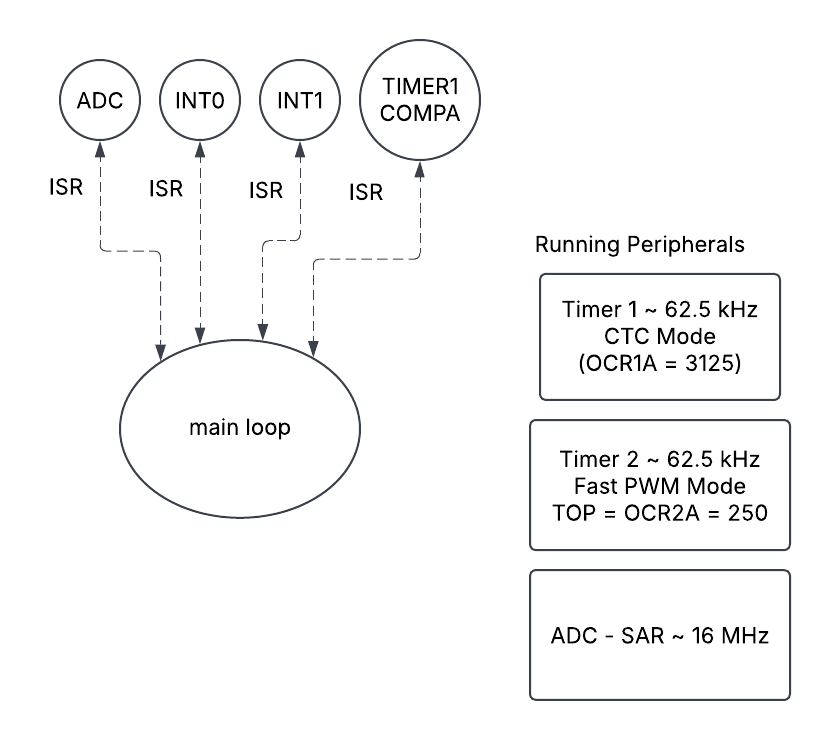 ADC
INT0
INT1
TIMER1
COMPA
ISR
ISR
ISR
ISR
main loop
Running Peripherals
Timer 1 ~ 62.5 kHz
CTC Mode
(OCR1A = 3125)
Timer 2 ~ 62.5 kHz
Fast PWM Mode
TOP = OCR2A = 250
ADC - SAR ~ 16 MHz